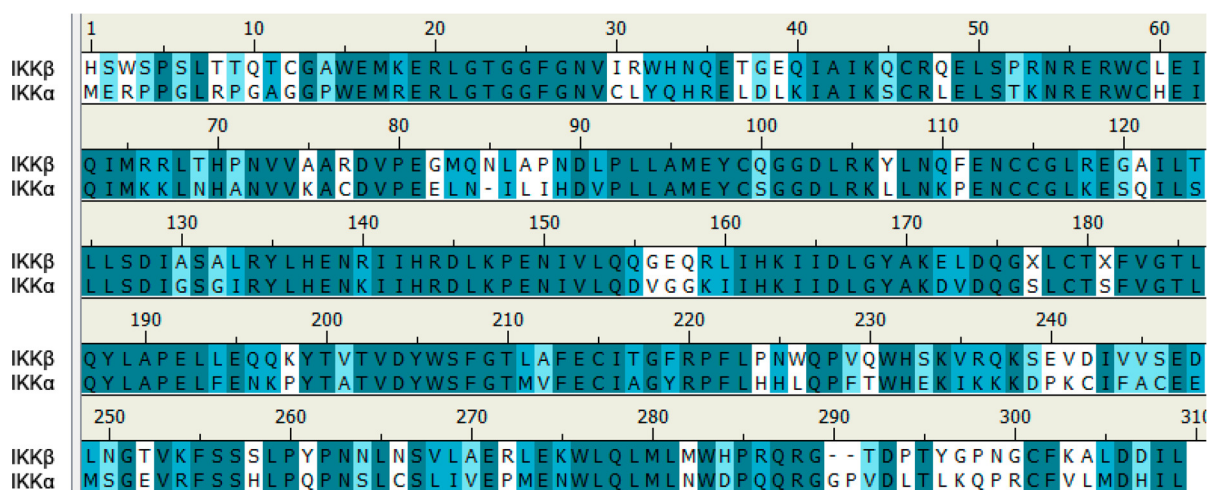 1 10 20 30 40 50 60
IKKβ HSWSPSLTTQTCGAWEMKERLGTGGFGNVIRWHNQETGEQIAIKQCRQELSPRNRERWCLEI
IKKα MERPPGLRPGAGGPWEMRERLGTGGFGNVCLYQHRELDLKIAIKSCRLELSTKNRERWCHEI
70 80 90 100 110 120
IKKβ QIMRRLTHPNVVAARDVPEGMQNLAPNDLPLLAMEYCQGGDLRKYLNQFENCCGLREGAILT
IKKα QIMKKLNHANVVKACDVPEELN-ILIHDVPLLAMEYCSGGDLRKLLNKPENCCGLKESQILS
130 140 150 160 170 180
IKKβ LLSDIASALRYLHENRIIHRDLKPENIVLQQGEQRLIHKIIDLGYAKELDQGXLCTXFVGTL
IKKα LLSDIGSGIRYLHENKIIHRDLKPENIVLQDVGGKIIHKIIDLGYAKDVDQGSLCTSFVGTL
190 200 210 220 230 240
IKKβ QYLAPELLEQQKYTVTVDYWSFGTLAFECITGFRPFLPNWQPVQWHSKVRQKSEVDIVVSED
IKKα QYLAPELFENKPYTATVDYWSFGTMVFECIAGYRPFLHHLQPFTWHEKIKKKDPKCIFACEE
250 260 270 280 290 300 310
IKKβ LNGTVKFSSSLPYPNNLNSVLAERLEKWLQLMLMWHPRQRG--TDPTYGPNGCFKALDDIL
IKKα MSGEVRFSSHLPQPNSLCSLIVEPMENWLQLMLNWDPQQRGGPVDLTLKQPRCFVLMDHIL